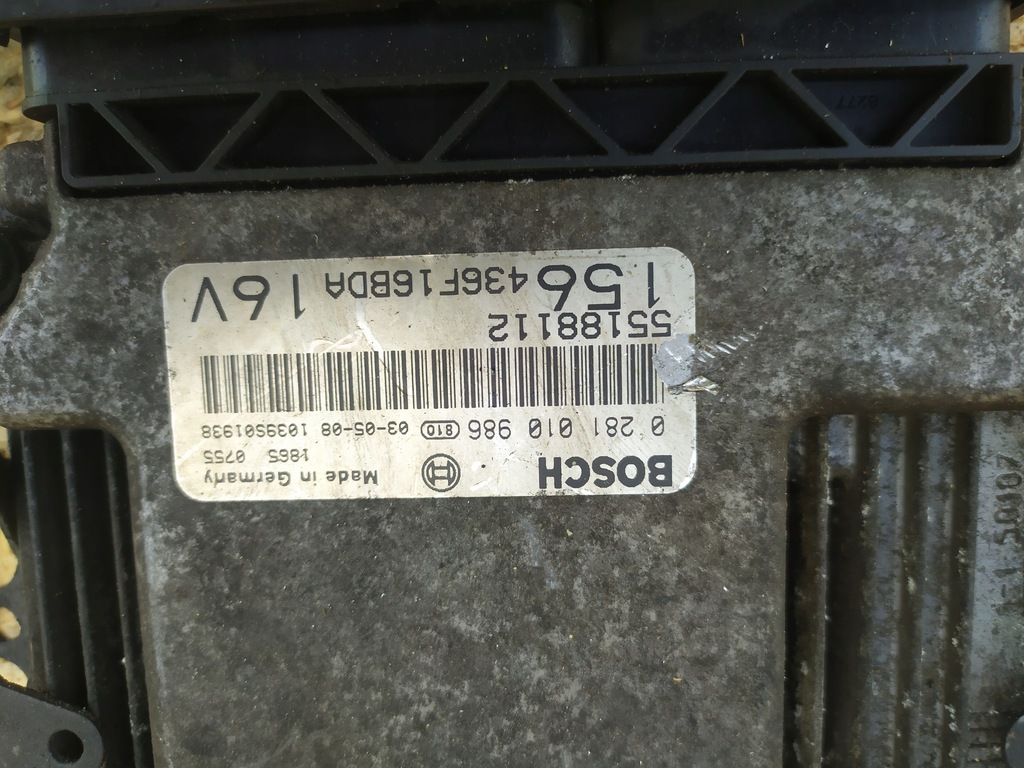 BOSCH Made in Germany
1865 0755
0 281 010 986 810 03-05-08 1039S01938
55188112
156 436F16BDA 16V
8277